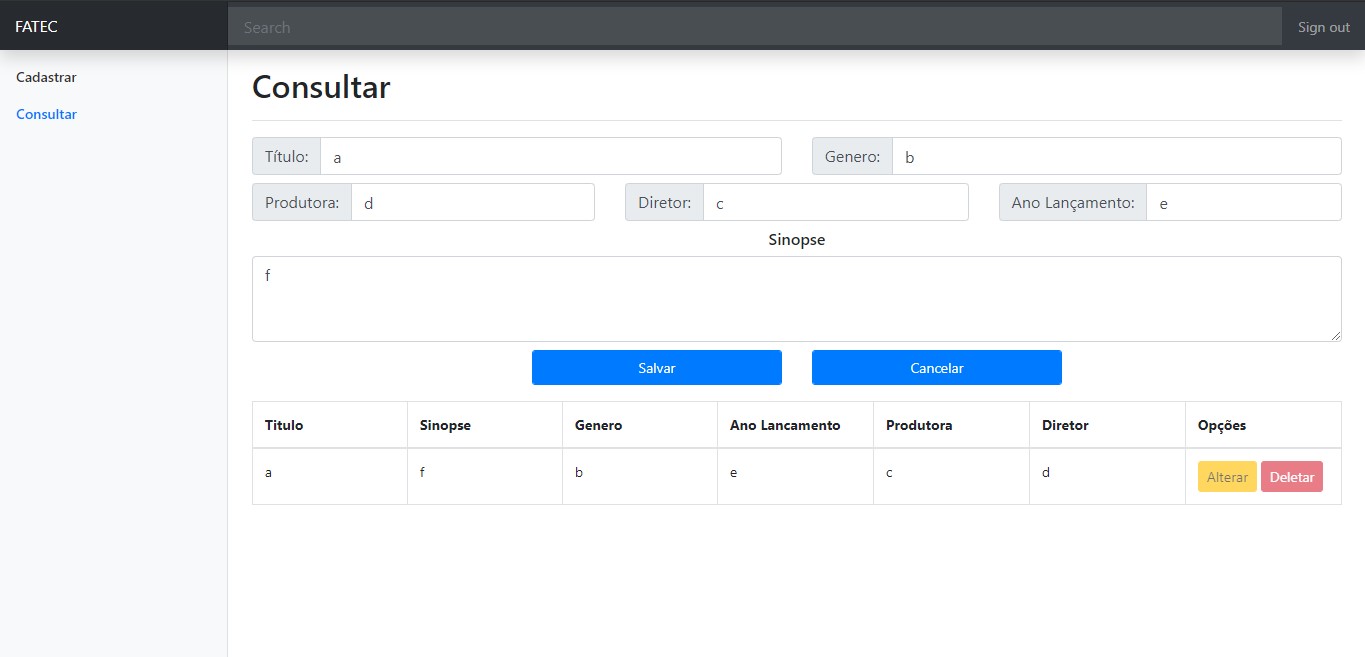 FATEC Search Sign out
Cadastrar
Consultar
Consultar
Título: a Genero: b
Produtora: d Diretor: c Ano Lançamento: e
Sinopse
f
Salvar Cancelar
Titulo Sinopse Genero Ano Lancamento Produtora Diretor Opções
a f b e c d Alterar Deletar